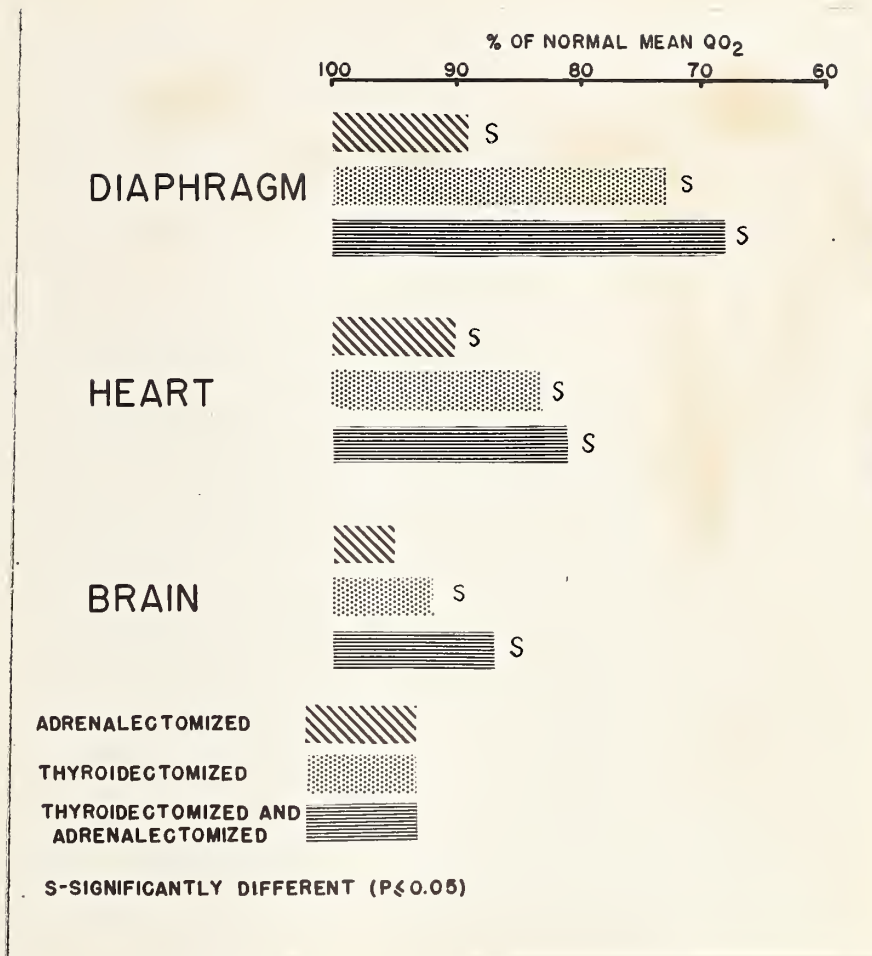 % OF NORMAL MEAN QO2
100 90 80 70 60
S
DIAPHRAGM S
S
S
HEART S
S
BRAIN S
S
ADRENALECTOMIZED
THYROIDECTOMIZED
THYROIDECTOMIZED AND
ADRENALECTOMIZED
S-SIGNIFICANTLY DIFFERENT (P≤0.05)